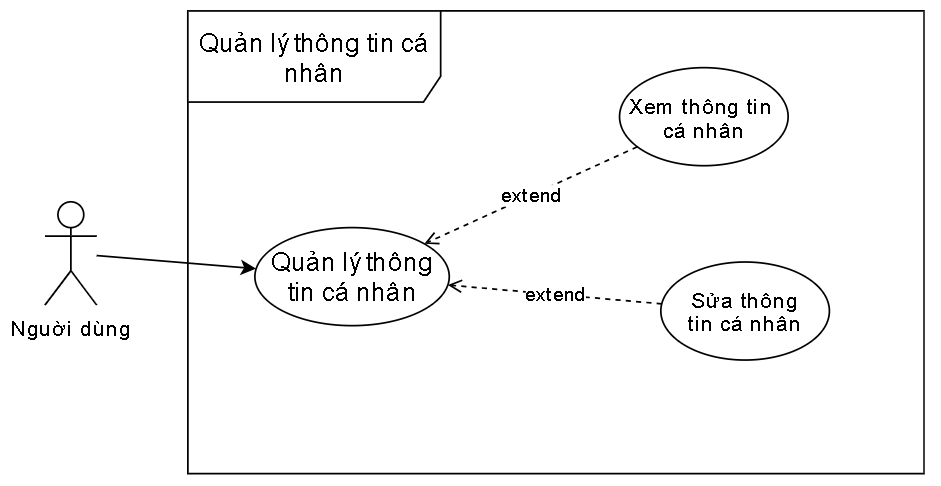 Quản lý thông tin cá
nhân
Xem thông tin
cá nhân
extend
Quản lý thông
tin cá nhân
extend
Sửa thông
tin cá nhân
Người dùng